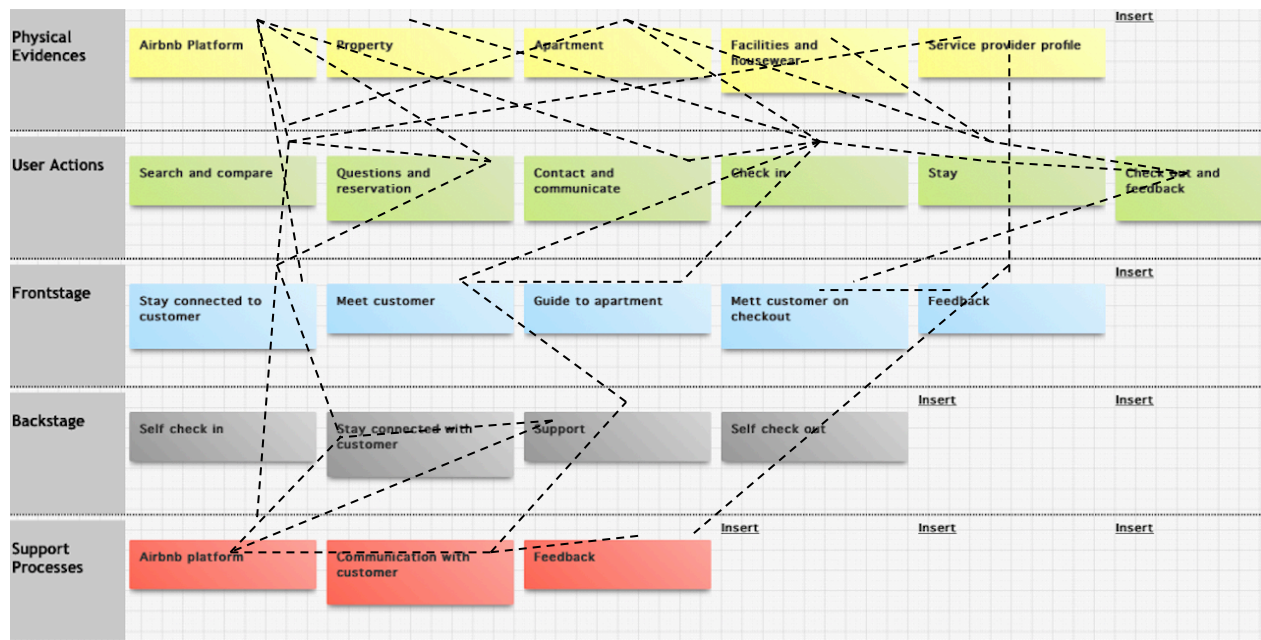 Insert
Physical
Evidences
Airbnb Platform
Property
Apartment
Facilities and
housewear
Service provider profile
User Actions
Search and compare
Questions and
reservation
Contact and
communicate
Check in
Stay
Check out and
feedback
Insert
Frontstage
Stay connected to
customer
Meet customer
Guide to apartment
Mett customer on
checkout
Feedback
Insert
Insert
Backstage
Self check in
Stay connected with
customer
Support
Self check out
Insert
Insert
Insert
Support
Processes
Airbnb platform
Communication with
customer
Feedback